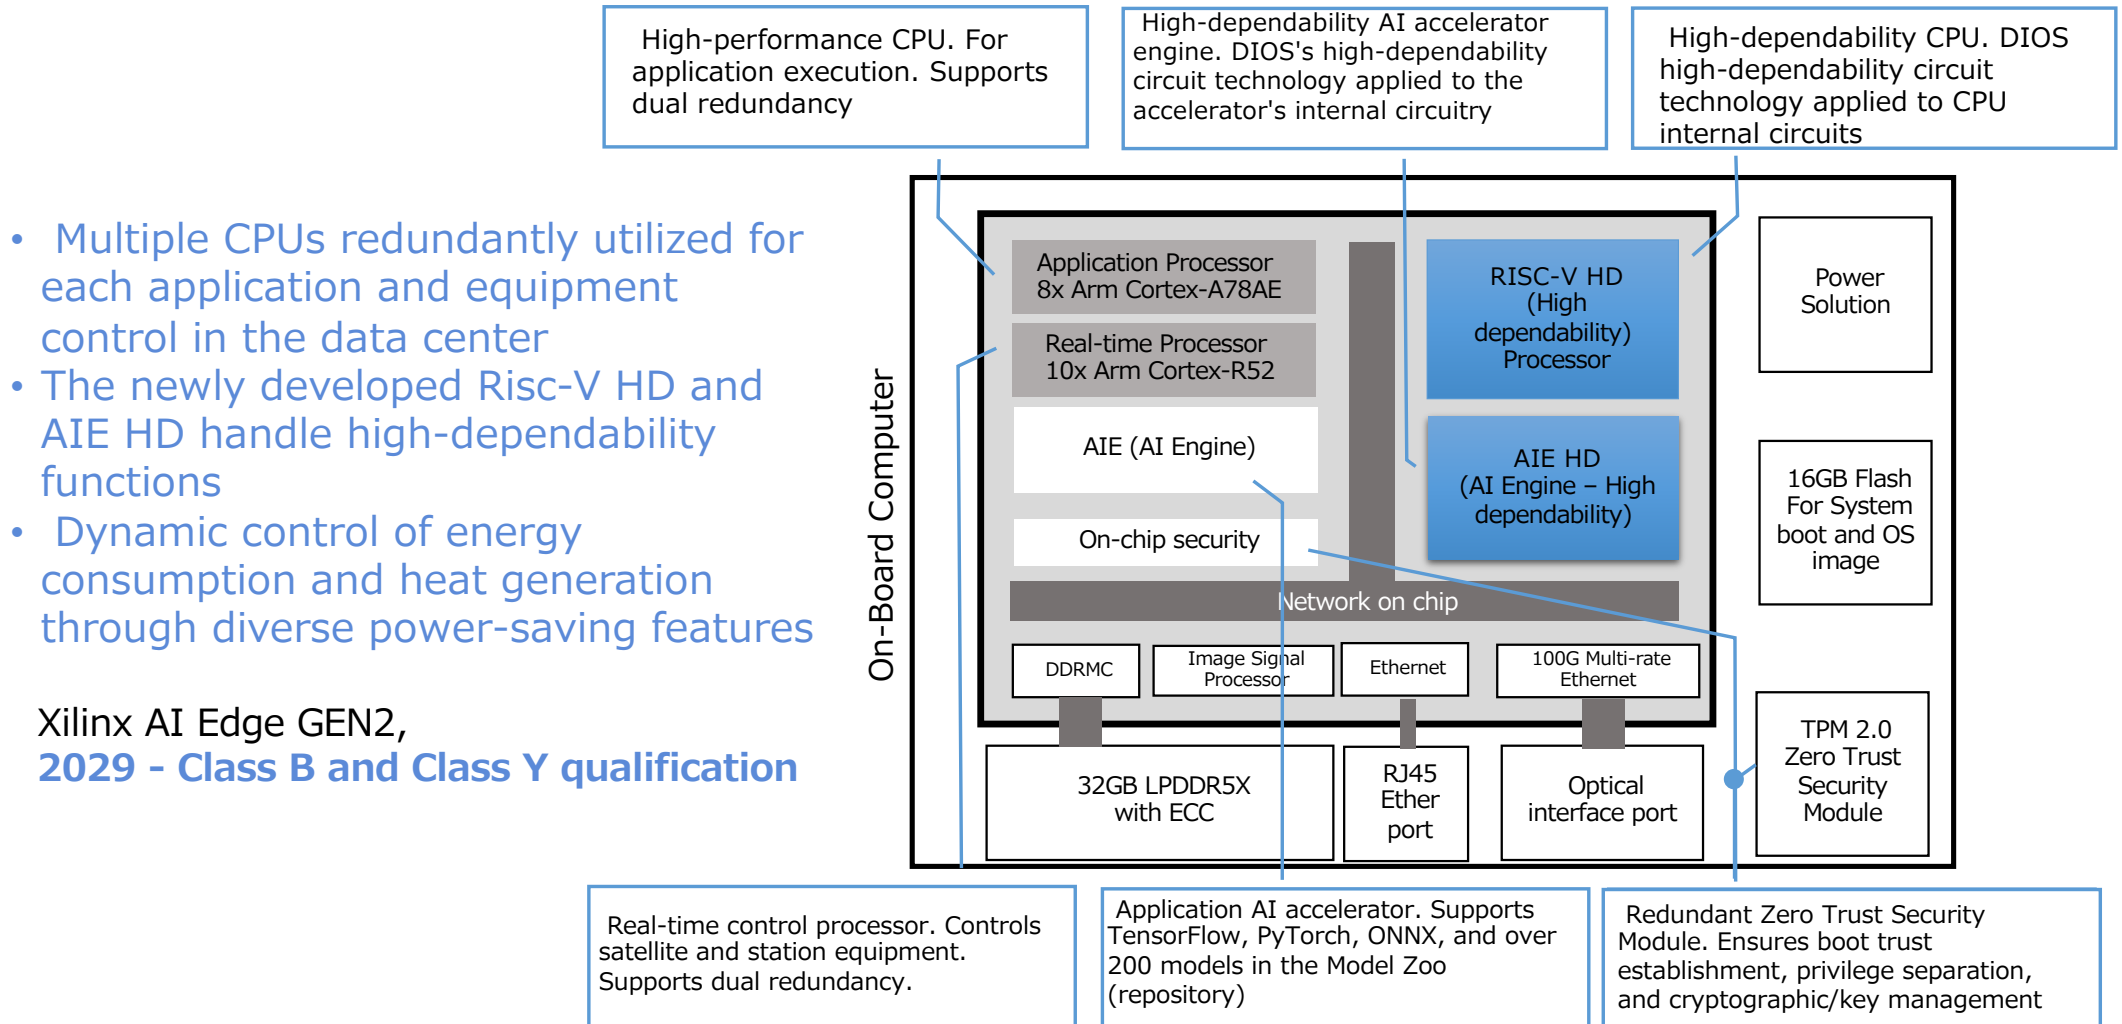 High-performance CPU. For
application execution. Supports
dual redundancy
High-dependability AI accelerator
engine. DIOS's high-dependability
circuit technology applied to the
accelerator's internal circuitry
High-dependability CPU. DIOS
high-dependability circuit
technology applied to CPU
internal circuits
• Multiple CPUs redundantly utilized for
each application and equipment
control in the data center
• The newly developed Risc-V HD and
AIE HD handle high-dependability
functions
• Dynamic control of energy
consumption and heat generation
through diverse power-saving features
Xilinx AI Edge GEN2,
2029 - Class B and Class Y qualification
On-Board Computer
Application Processor
8x Arm Cortex-A78AE
Real-time Processor
10x Arm Cortex-R52
AIE (AI Engine)
On-chip security
RISC-V HD
(High
dependability)
Processor
AIE HD
(AI Engine – High
dependability)
Network on chip
DDRMC
Image Signal
Processor
Ethernet
100G Multi-rate
Ethernet
32GB LPDDR5X
with ECC
RJ45
Ether
port
Optical
interface port
Power
Solution
16GB Flash
For System
boot and OS
image
TPM 2.0
Zero Trust
Security
Module
Real-time control processor. Controls
satellite and station equipment.
Supports dual redundancy.
Application AI accelerator. Supports
TensorFlow, PyTorch, ONNX, and over
200 models in the Model Zoo
(repository)
Redundant Zero Trust Security
Module. Ensures boot trust
establishment, privilege separation,
and cryptographic/key management